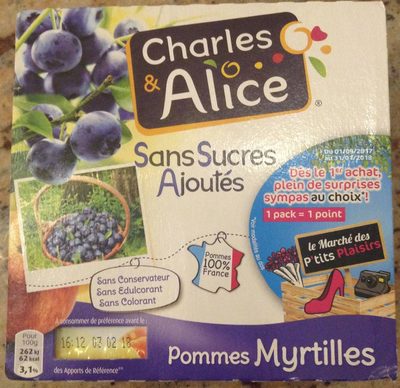 Charles
& Alice
®
Sans Sucres
Ajoutés
DU 01/09/2017
AU 31/01/2018
Dès le 1er achat,
plein de surprises
sympas au choix*!
1 pack = 1 point
le Marché des
P'tits Plaisirs
Pommes
100%
France
Sans Conservateur
Sans Edulcorant
Sans Colorant
A consommer de préférence avant le
16:12 02 02 18
Pour
100g
262 kJ
62 kcal
3,1%
des Apports de Référence**
Pommes Myrtilles